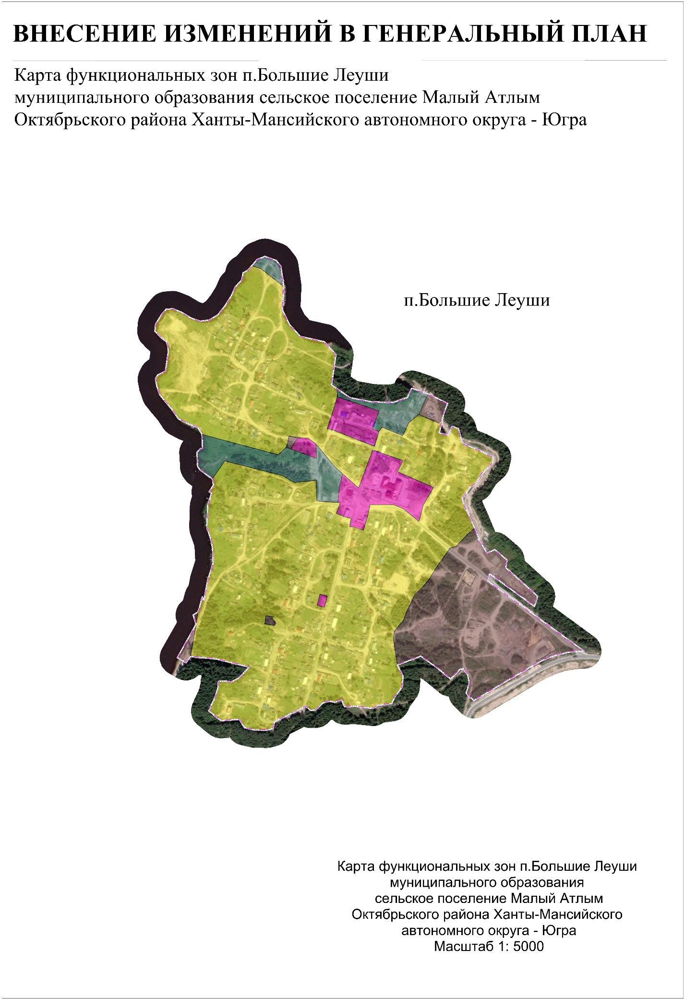 ВНЕСЕНИЕ ИЗМЕНЕНИЙ В ГЕНЕРАЛЬНЫЙ ПЛАН
Карта функциональных зон п.Большие Леуши
муниципального образования сельское поселение Малый Атлым
Октябрьского района Ханты-Мансийского автономного округа - Югра
п.Большие Леуши
Карта функциональных зон п.Большие Леуши
муниципального образования
сельское поселение Малый Атлым
Октябрьского района Ханты-Мансийского
автономного округа - Югра
Масштаб 1: 5000